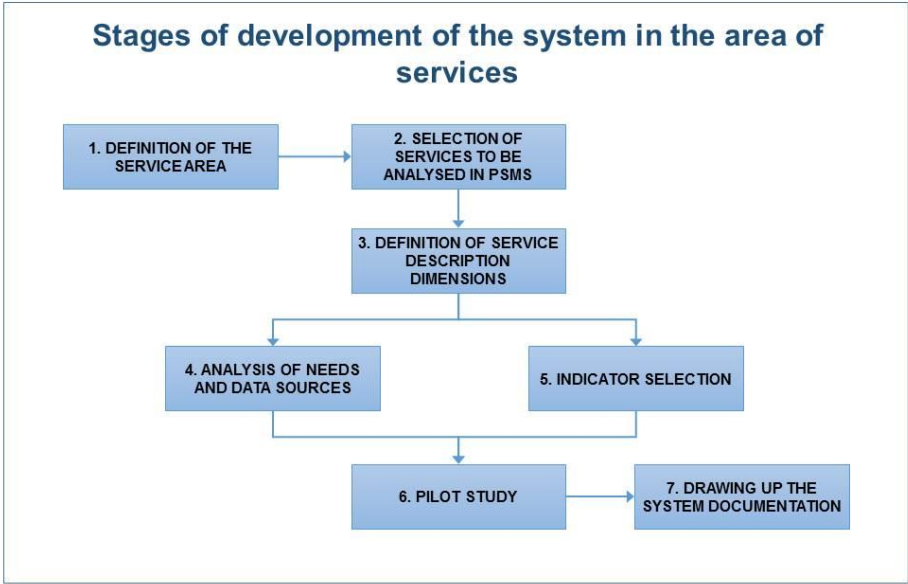 Stages of development of the system in the area of
services
1. DEFINITION OF THE
SERVICE AREA
2. SELECTION OF
SERVICES TO BE
ANALYSED IN PSMS
3. DEFINITION OF SERVICE
DESCRIPTION
DIMENSIONS
4. ANALYSIS OF NEEDS
AND DATA SOURCES
5. INDICATOR SELECTION
6. PILOT STUDY
7. DRAWING UP THE
SYSTEM DOCUMENTATION